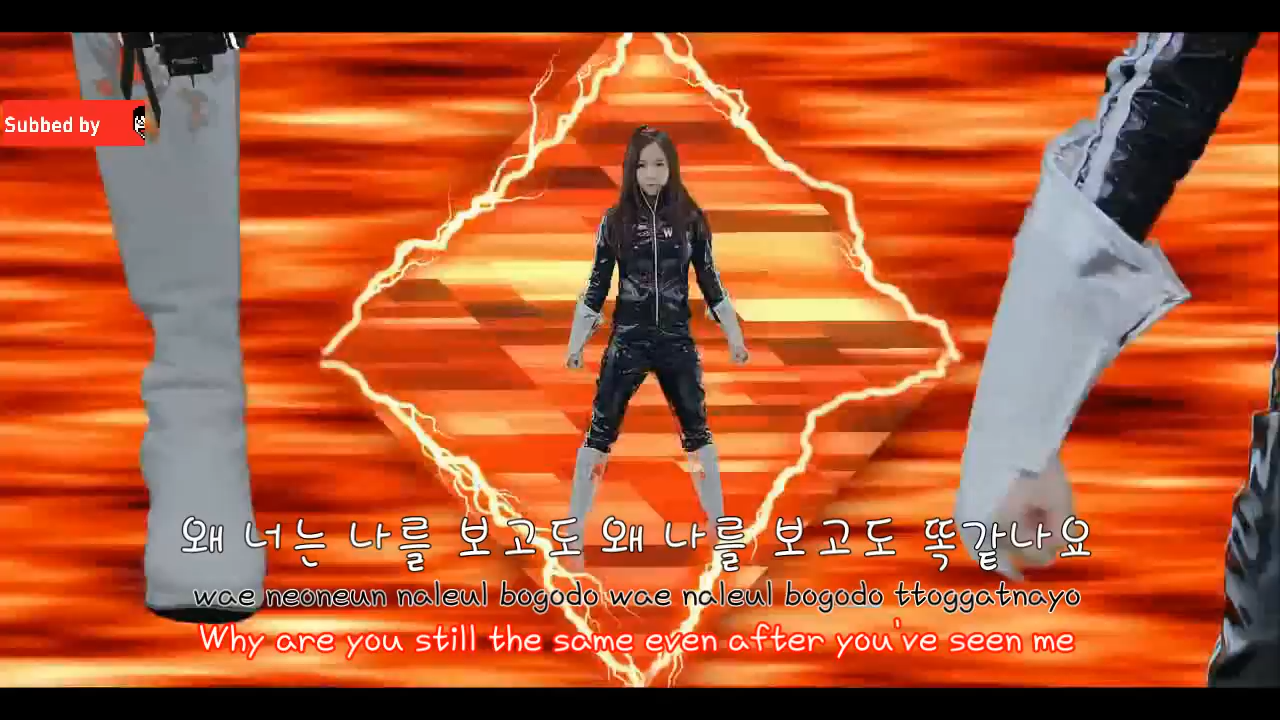 Subbed by
W
왜 너는 나를 보고도 왜 나를 보고도 똑같나요
wae neoneun naleul bogodo wae naleul bogodo ttoggatnayo
Why are you still the same even after you've seen me